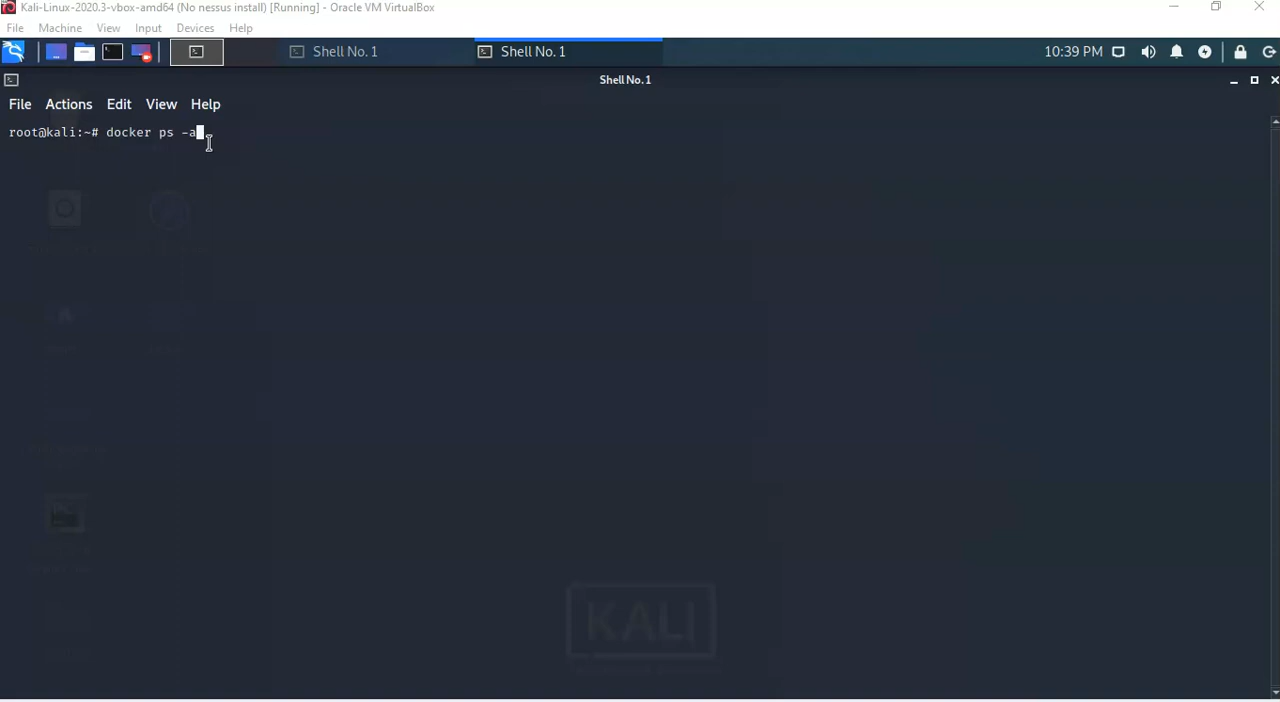 Kali-Linux-2020.3-vbox-amd64 (No nessus install) [Running] - Oracle VM VirtualBox
File Machine View Input Devices Help
Shell No. 1 Shell No. 1 10:39 PM
Shell No. 1
File Actions Edit View Help
root@kali:~# docker ps -a
KALI